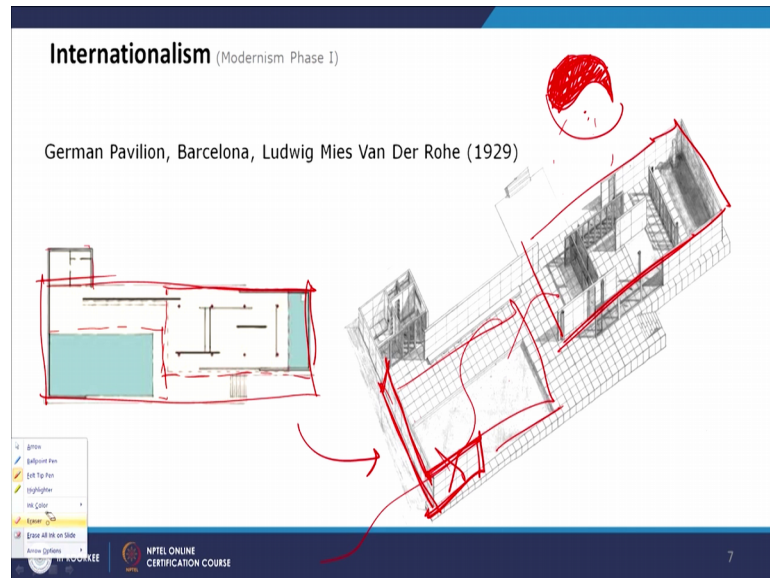 Internationalism (Modernism Phase I)
German Pavilion, Barcelona, Ludwig Mies Van Der Rohe (1929)
Arrow
Ballpoint Pen
Felt Tip Pen
Highlighter
Ink Color
Eraser
Erase All Ink on Slide
Arrow Options
ROORKEE
NPTEL ONLINE
CERTIFICATION COURSE
7